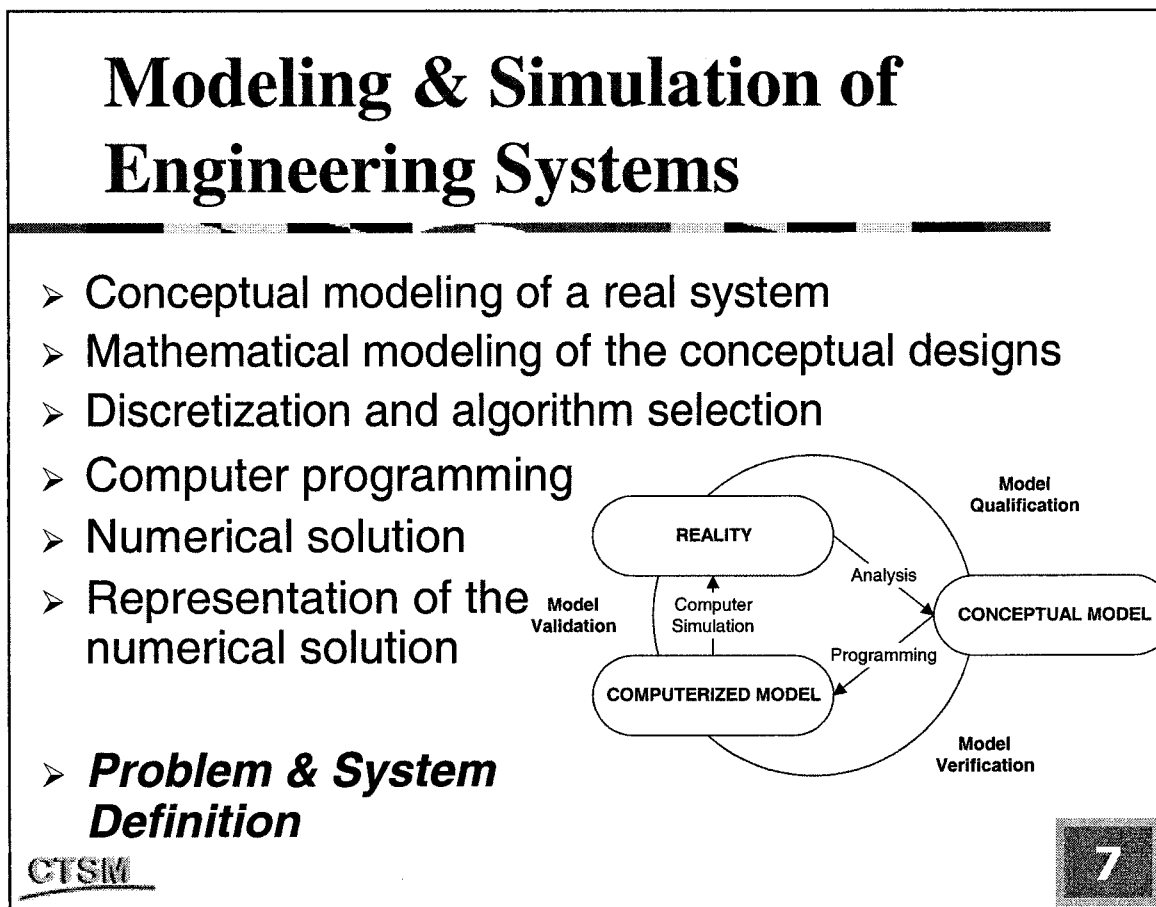 Modeling & Simulation of
Engineering Systems
➢ Conceptual modeling of a real system
➢ Mathematical modeling of the conceptual designs
➢ Discretization and algorithm selection
➢ Computer programming
➢ Numerical solution
➢ Representation of the
numerical solution
➢ Problem & System
Definition
Model
Qualification
REALITY
Analysis
Model
Validation
Computer
Simulation
CONCEPTUAL MODEL
Programming
COMPUTERIZED MODEL
Model
Verification
CTSM
7